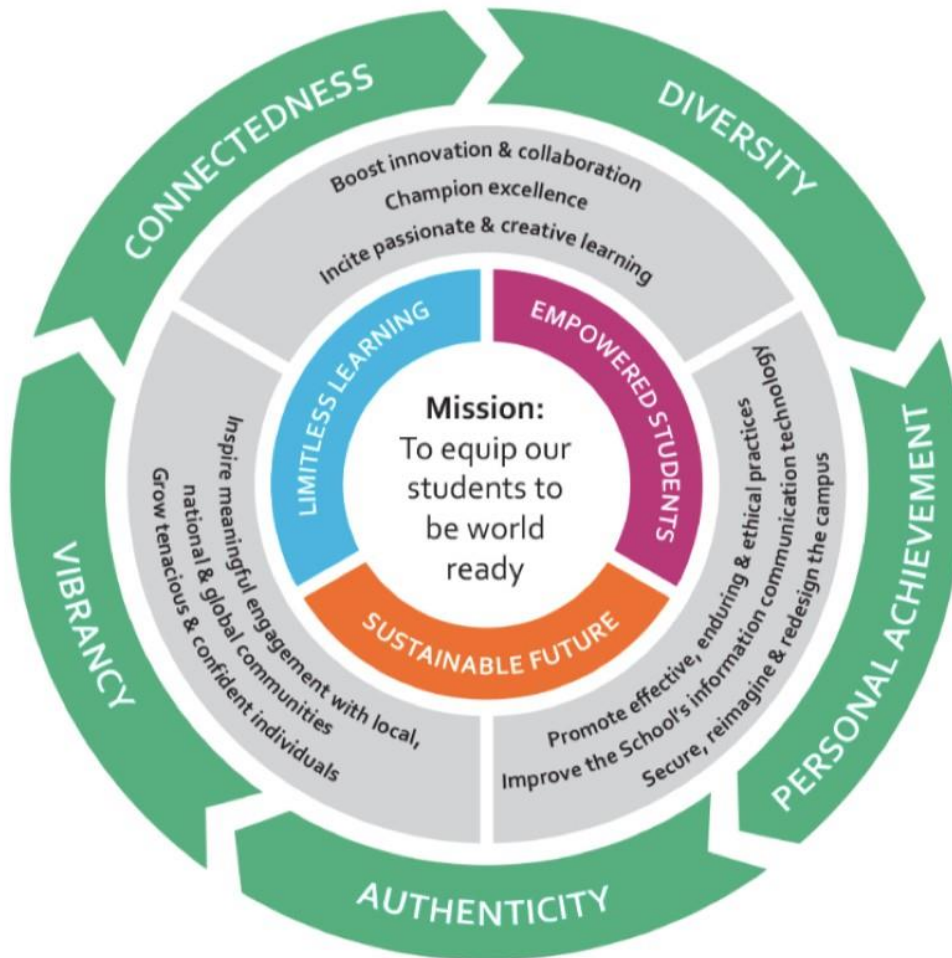 CONNECTEDNESS
DIVERSITY
PERSONAL ACHIEVEMENT
AUTHENTICITY
VIBRANCY
Boost innovation & collaboration
Champion excellence
Incite passionate & creative learning
Promote effective, enduring & ethical practices
Improve the School's information communication technology
Secure, reimagine & redesign the campus
Inspire meaningful engagement with local,
national & global communities
Grow tenacious & confident individuals
LIMITLESS LEARNING
EMPOWERED STUDENTS
SUSTAINABLE FUTURE
Mission:
To equip our
students to
be world
ready